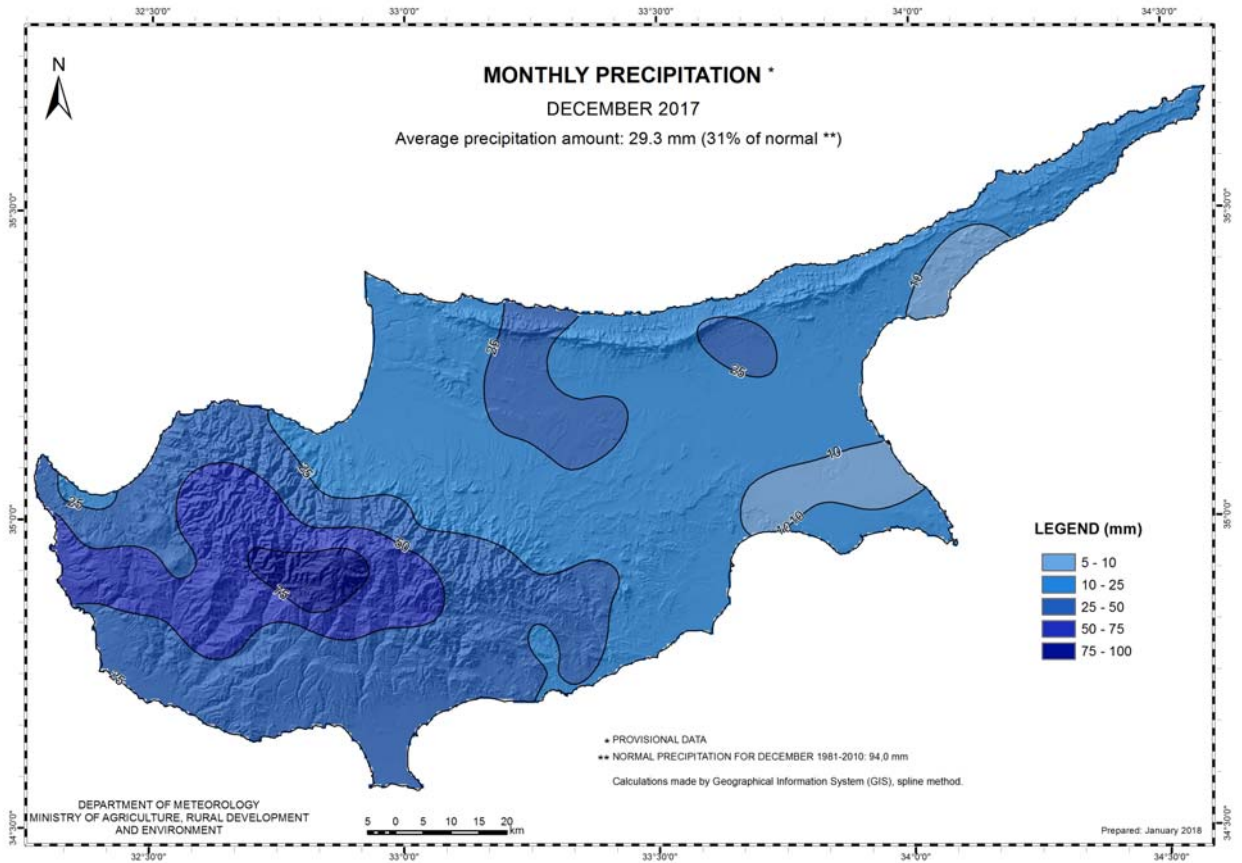 32°30'0"
33°0'0"
33°30'0"
34°0'0"
34°30'0"
N
MONTHLY PRECIPITATION *
DECEMBER 2017
Average precipitation amount: 29.3 mm (31% of normal **)
35°30'0"
35°30'0"
10
25
25
10
25
25
10
10
50
35°0'0"
35°0'0"
75
25
LEGEND (mm)
5 - 10
10 - 25
25 - 50
50 - 75
75 - 100
* PROVISIONAL DATA
** NORMAL PRECIPITATION FOR DECEMBER 1981-2010: 94,0 mm
Calculations made by Geographical Information System (GIS), spline method.
DEPARTMENT OF METEOROLOGY
MINISTRY OF AGRICULTURE, RURAL DEVELOPMENT
AND ENVIRONMENT
5 0 5 10 15 20
km
Prepared: January 2018
34°30'0"
34°30'0"
32°30'0"
33°0'0"
33°30'0"
34°0'0"
34°30'0"